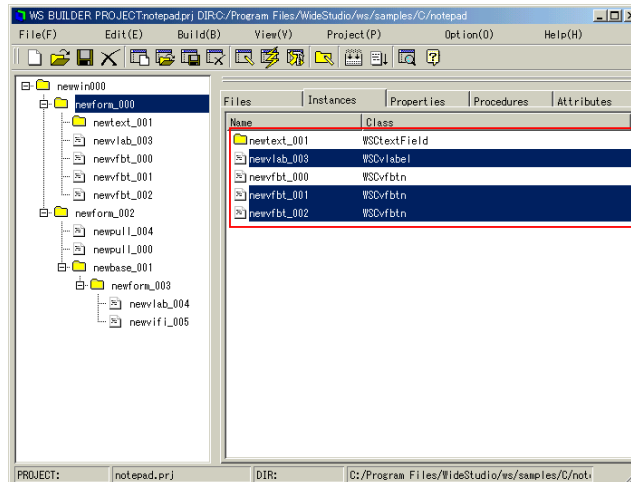 WS BUILDER PROJECT:notepad.prj DIRC:/Program Files/WideStudio/ws/samples/C/notepad
File(F) Edit(E) Build(B) View(V) Project(P) Option(O) Help(H)
newwin000
newform_000
newtext_001
newvlab_003
newvfbt_000
newvfbt_001
newvfbt_002
newform_002
newpull_004
newpull_000
newbase_001
newform_003
newvlab_004
newvifi_005
Files Instances Properties Procedures Attributes
Name Class
newtext_001 WSCtextField
newvlab_003 WSCvlabel
newvfbt_000 WSCvfbtn
newvfbt_001 WSCvfbtn
newvfbt_002 WSCvfbtn
PROJECT: notepad.prj DIR: C:/Program Files/WideStudio/ws/samples/C/note